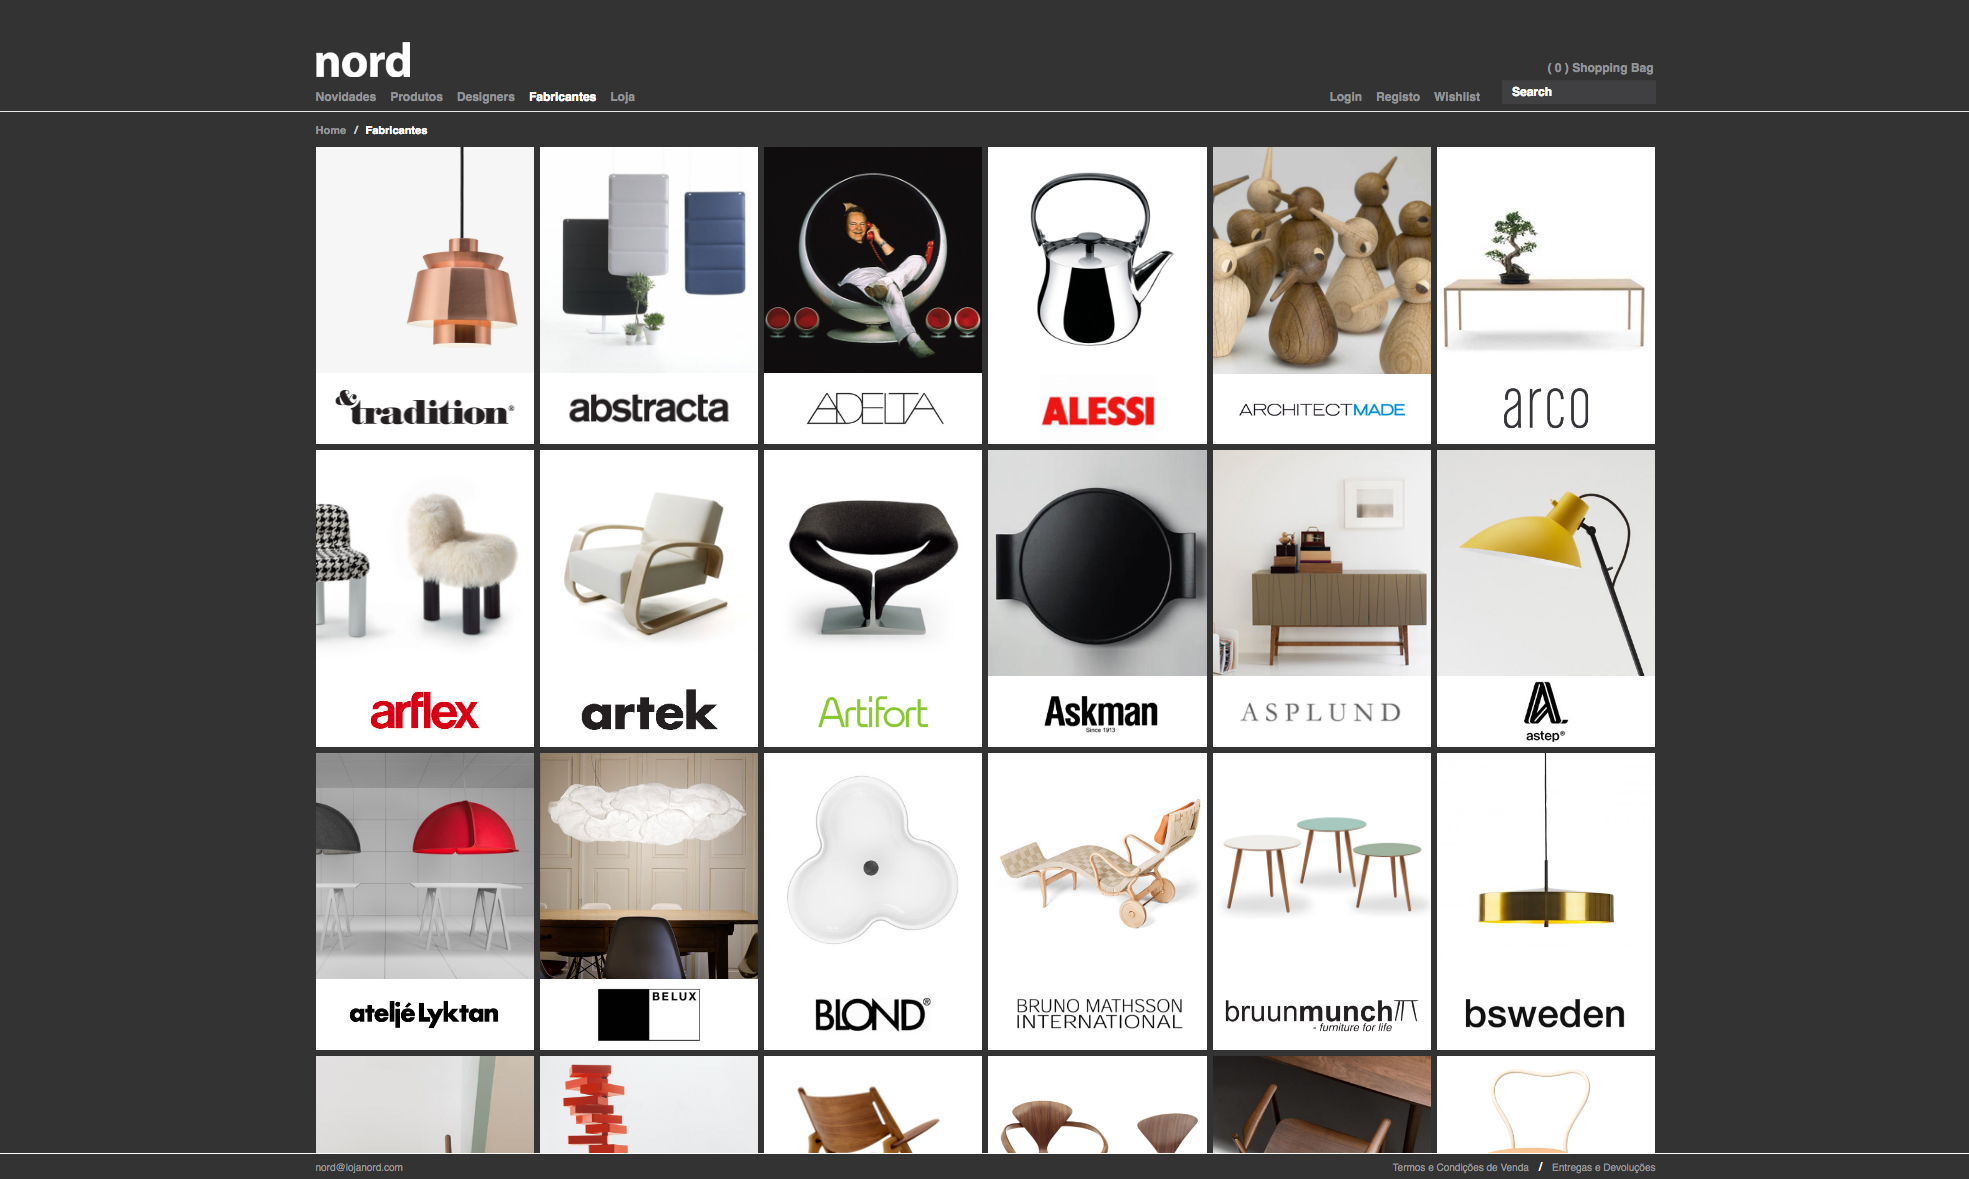 nord
( 0 ) Shopping Bag
Novidades Produtos Designers Fabricantes Loja
Login Registo Wishlist Search
Home / Fabricantes
&tradition®
abstracta
ADELTA
ALESSI
ARCHITECTMADE
arco
arflex
artek
Artifort
Askman
Since 1913
ASPLUND
astep®
ateljé Lyktan
BELUX
BLOND®
BRUNO MATHSSON
INTERNATIONAL
bruunmunch
- furniture for life
bsweden
nord@lojanord.com
Termos e Condições de Venda / Entregas e Devoluções